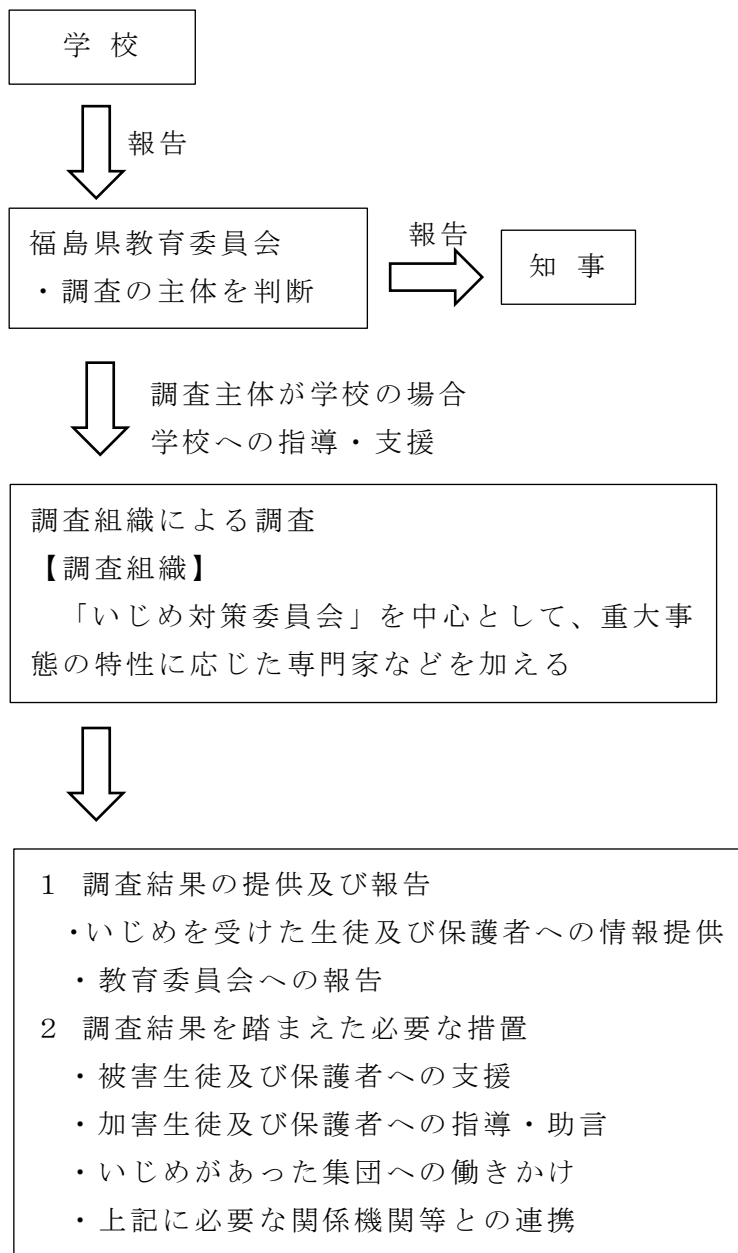 学校
報告
福島県教育委員会
・調査の主体を判断
報告
知事
調査主体が学校の場合
学校への指導・支援
調査組織による調査
【調査組織】
「いじめ対策委員会」を中心として、重大事
態の特性に応じた専門家などを加える
1 調査結果の提供及び報告
・いじめを受けた生徒及び保護者への情報提供
・教育委員会への報告
2 調査結果を踏まえた必要な措置
・被害生徒及び保護者への支援
・加害生徒及び保護者への指導・助言
・いじめがあった集団への働きかけ
・上記に必要な関係機関等との連携